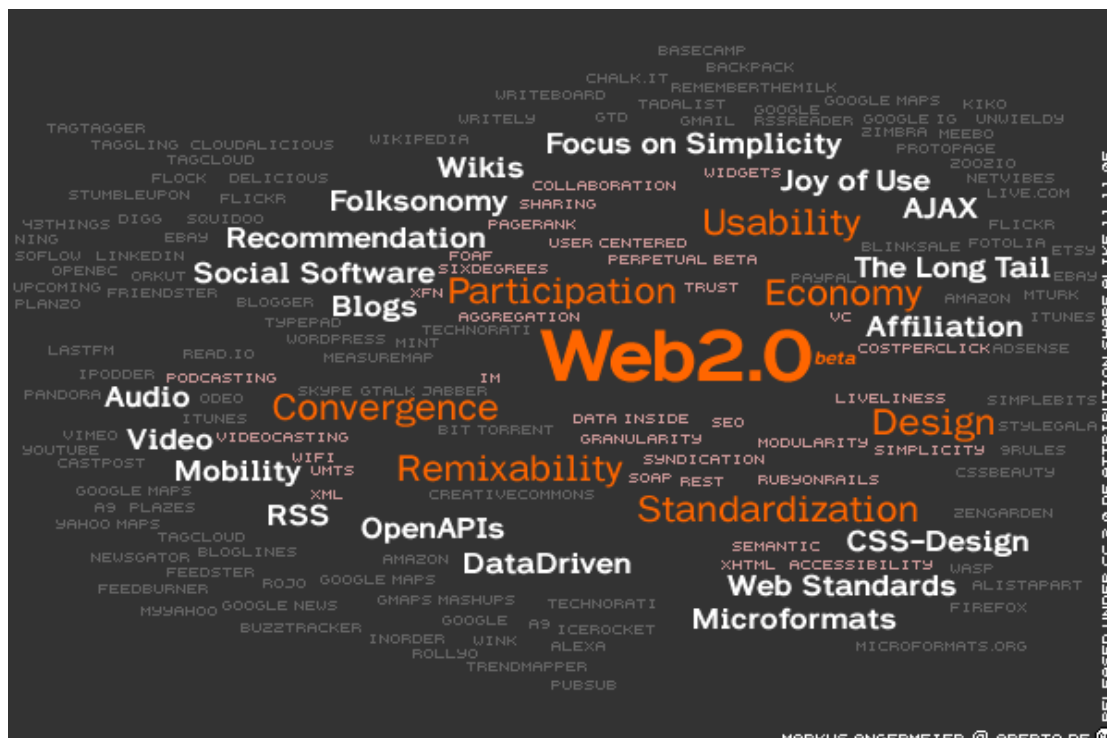 BASECAMP
BACKPACK
CHALK.IT REMEMBERTHEMILK
WRITEBOARD TADALIST GOOGLE GOOGLE MAPS KIKO
WRITELY GTD GMAIL RSSREADER GOOGLE IG UNWIELDY
TAGTAGGER WIKIPEDIA Focus on Simplicity ZIMBRA MEEBO
TAGGLING CLOUDALICIOUS PROTOPAGE
TAGCLOUD Wikis WIDGETS ZOOZIO
FLOCK DELICIOUS COLLABORATION Joy of Use NETVIBES
STUMBLEUPON FLICKR Folksonomy SHARING AJAX LIVE.COM
43THINGS DIGG SQUIDOO PAGERANK Usability FLICKR
NING EBAY Recommendation USER CENTERED BLINKSALE FOTOLIA ETSY
SOFLOW LINKEDIN FOAF PERPETUAL BETA
OPENBC ORKUT Social Software SIXDEGREES PAYPAL The Long Tail EBAY
UPCOMING FRIENDSTER XFN Participation TRUST Economy AMAZON MTURK
PLANZO BLOGGER Blogs
TYPEPAD AGGREGATION VC Affiliation ITUNES
WORDPRESS MINT TECHNORATI
LASTFM READ.IO MEASUREMAP Web2.0 beta COSTPERCLICK ADSENSE
IPODDER PODCASTING IM
PANDORA Audio ODEO SKYPE GTALK JABBER LIVELINESS SIMPLEBITS
ITUNES Convergence DATA INSIDE SEO Design STYLEGALA
VIMEO Video VIDEOCASTING BIT TORRENT GRANULARITY MODULARITY
YOUTUBE SIMPLICITY 9RULES
CASTPOST WIFI SYNDICATION
Mobility UMTS Remixability SOAP REST RUBYONRAILS CSSBEAUTY
GOOGLE MAPS XML CREATIVECOMMONS
A9 PLAZES RSS Standardization ZENGARDEN
YAHOO MAPS OpenAPIs
TAGCLOUD SEMANTIC CSS-Design
NEWSGATOR BLOGLINES AMAZON DataDriven XHTML ACCESSIBILITY WASP
FEEDSTER ROJO GOOGLE MAPS Web Standards ALISTAPART
FEEDBURNER
MYYAHOO GOOGLE NEWS GMAPS MASHUPS TECHNORATI FIREFOX
BUZZTRACKER GOOGLE A9 ICEROCKET Microformats
INORDER WINK ALEXA MICROFORMATS.ORG
ROLLYO
TRENDMAPPER
PUBSUB